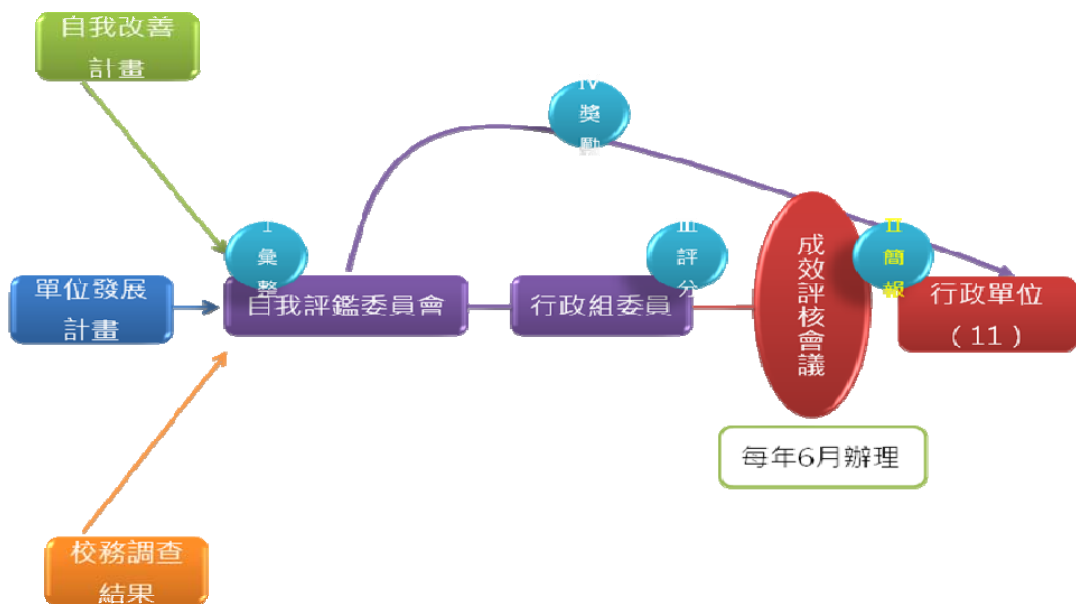 自我改善
計畫
IV
獎
勵
I
彙
整
III
評
分
成效評核會議
II
簡
報
單位發展
計畫
自我評鑑委員會
行政組委員
行政單位
(11)
每年6月辦理
校務調查
結果